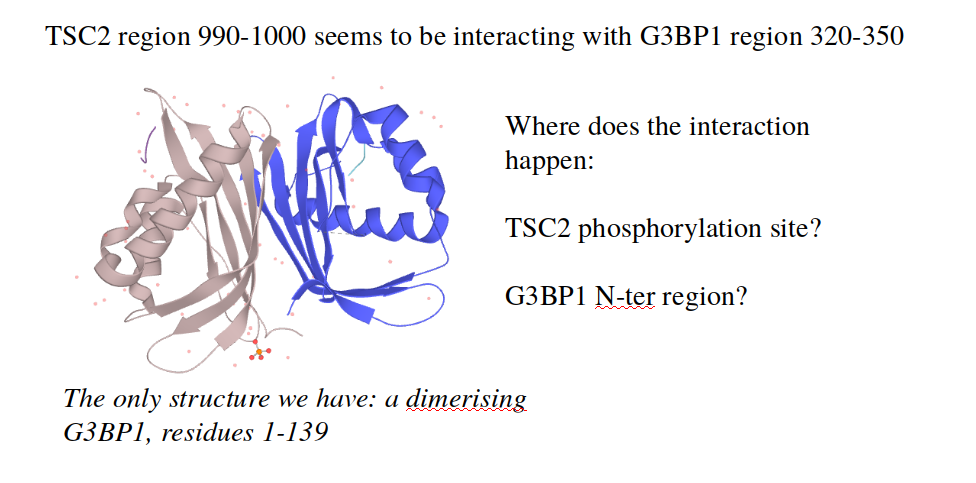 TSC2 region 990-1000 seems to be interacting with G3BP1 region 320-350
Where does the interaction
happen:
TSC2 phosphorylation site?
G3BP1 N-ter region?
The only structure we have: a dimerising
G3BP1, residues 1-139